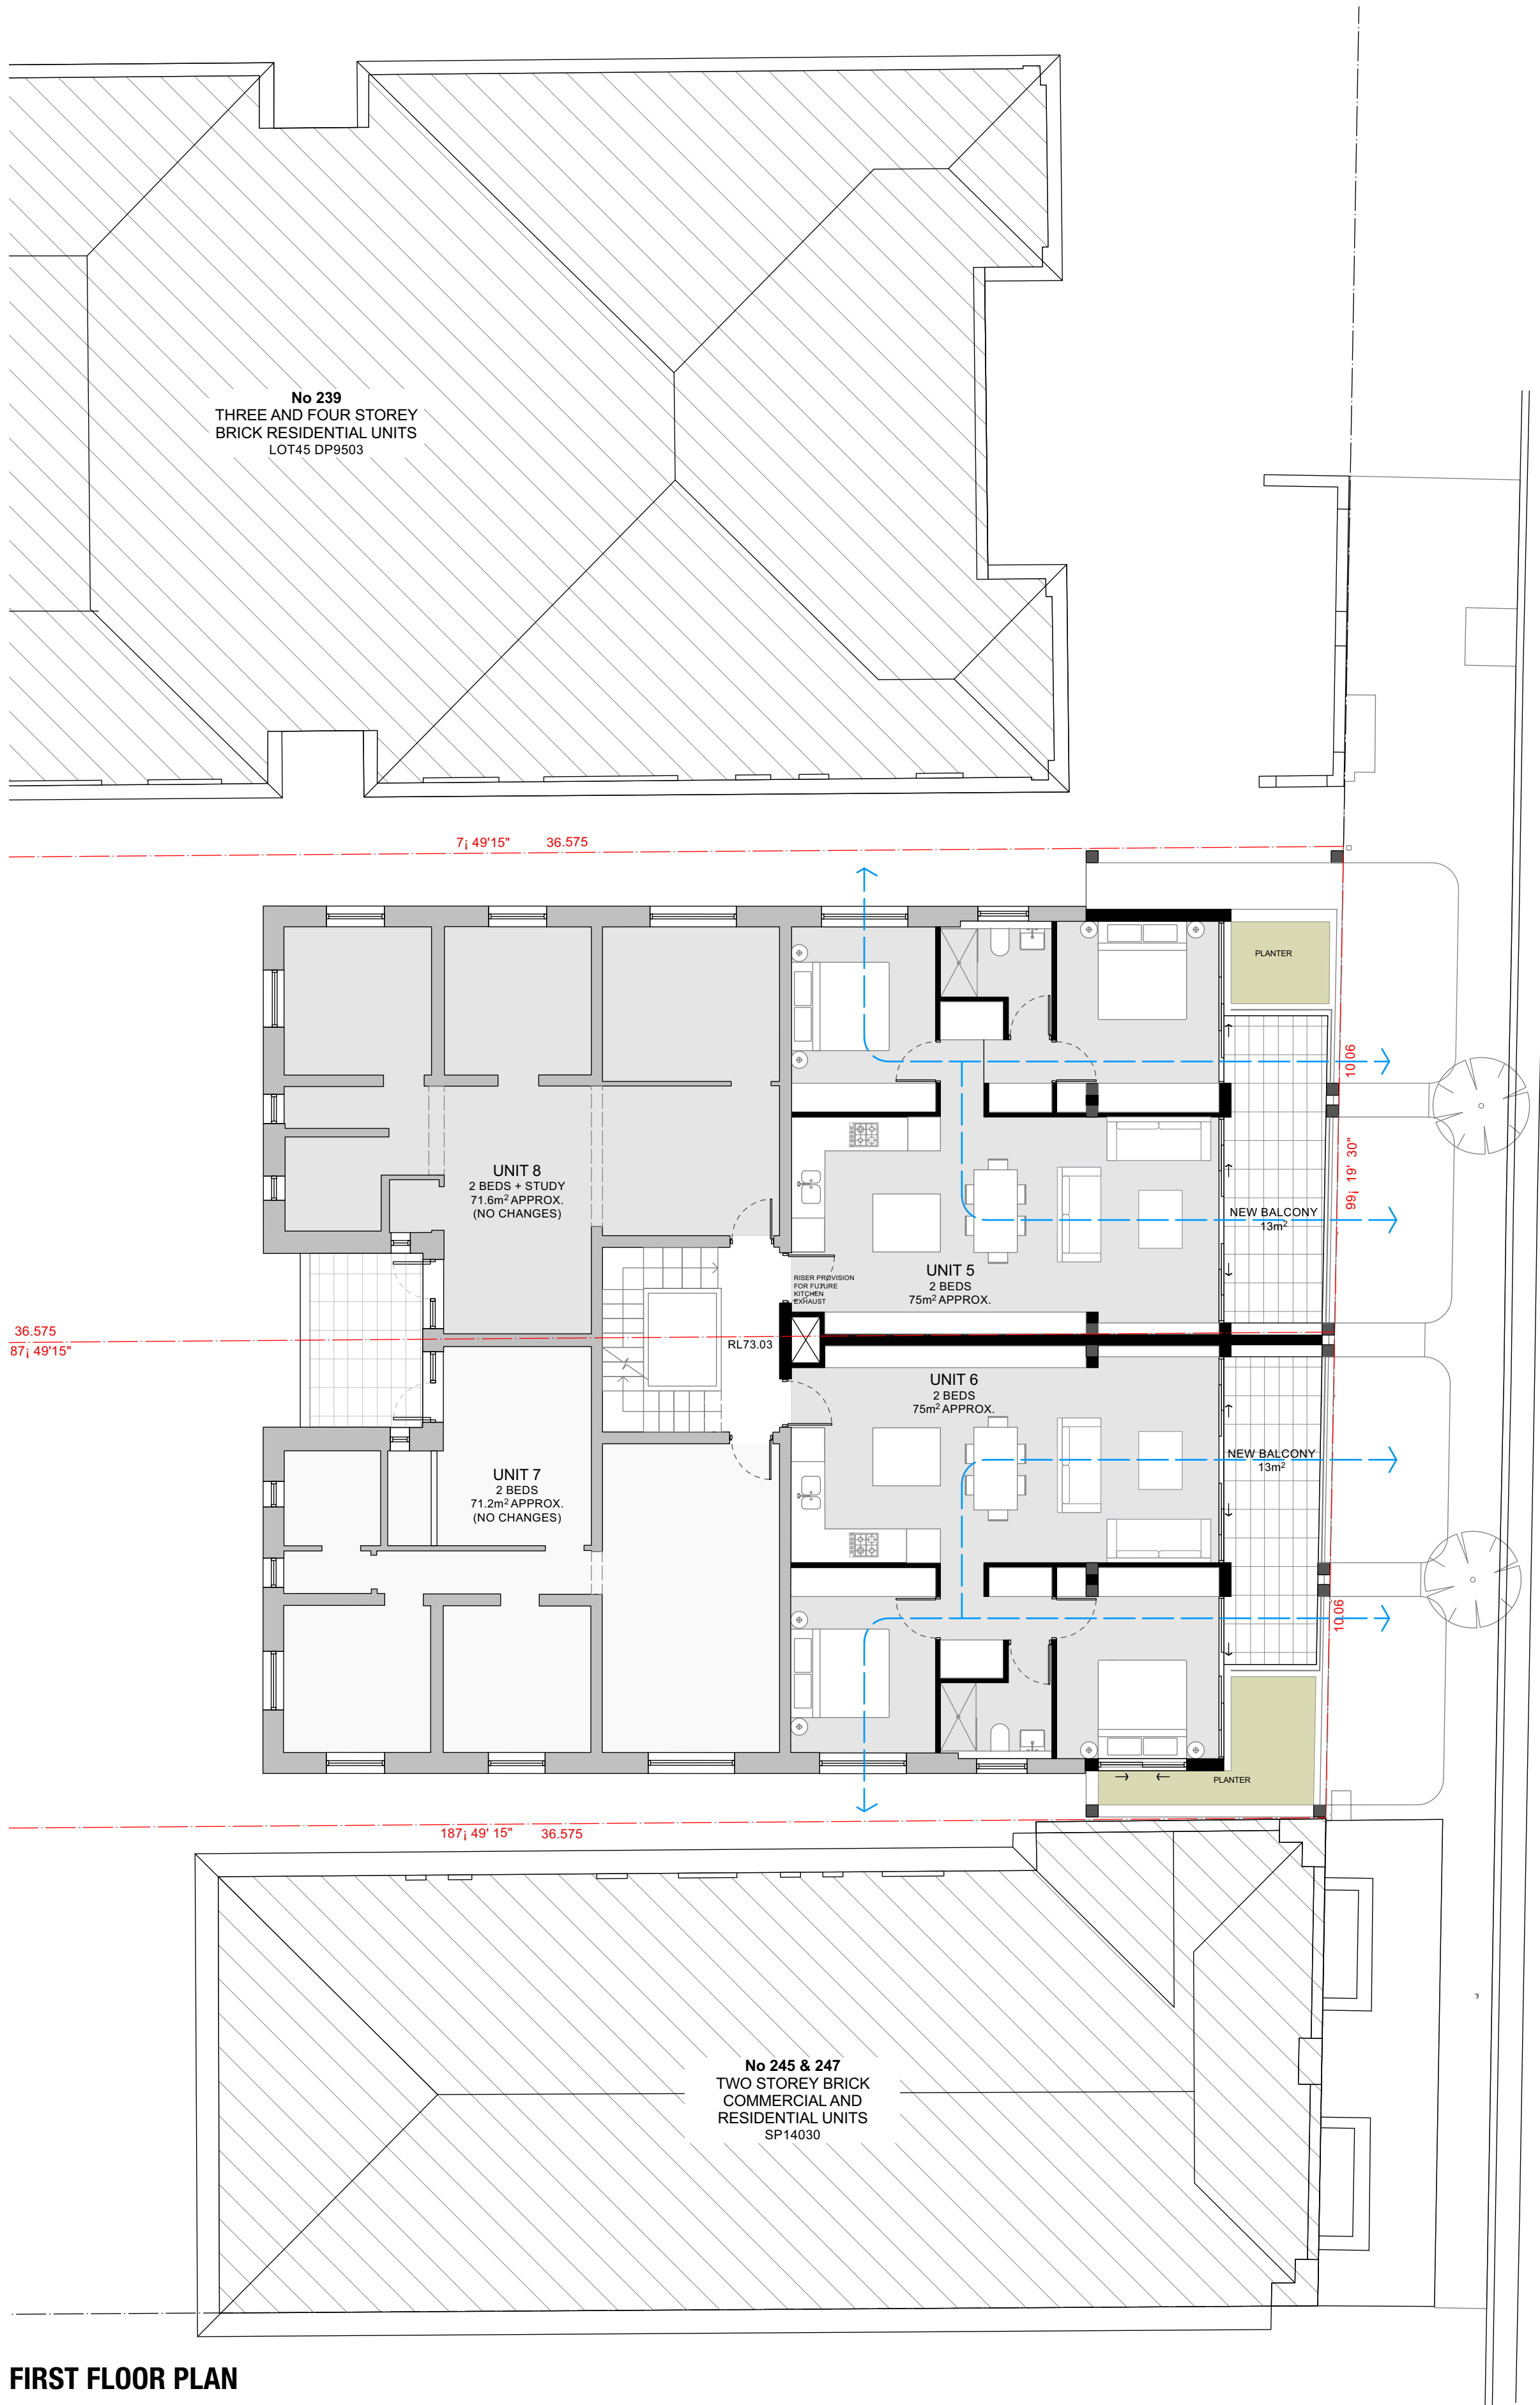 No 239
THREE AND FOUR STOREY
BRICK RESIDENTIAL UNITS
LOT45 DP9503
7¡ 49'15" 36.575
PLANTER
10.06
99¡ 19' 30"
UNIT 8
2 BEDS + STUDY
71.6m² APPROX.
(NO CHANGES)
NEW BALCONY
13m²
UNIT 5
2 BEDS
75m² APPROX.
RISER PROVISION
FOR FUTURE
KITCHEN
EXHAUST
36.575
87¡ 49'15"
RL73.03
UNIT 6
2 BEDS
75m² APPROX.
NEW BALCONY
13m²
UNIT 7
2 BEDS
71.2m² APPROX.
(NO CHANGES)
10.06
PLANTER
187¡ 49' 15" 36.575
No 245 & 247
TWO STOREY BRICK
COMMERCIAL AND
RESIDENTIAL UNITS
SP14030
FIRST FLOOR PLAN